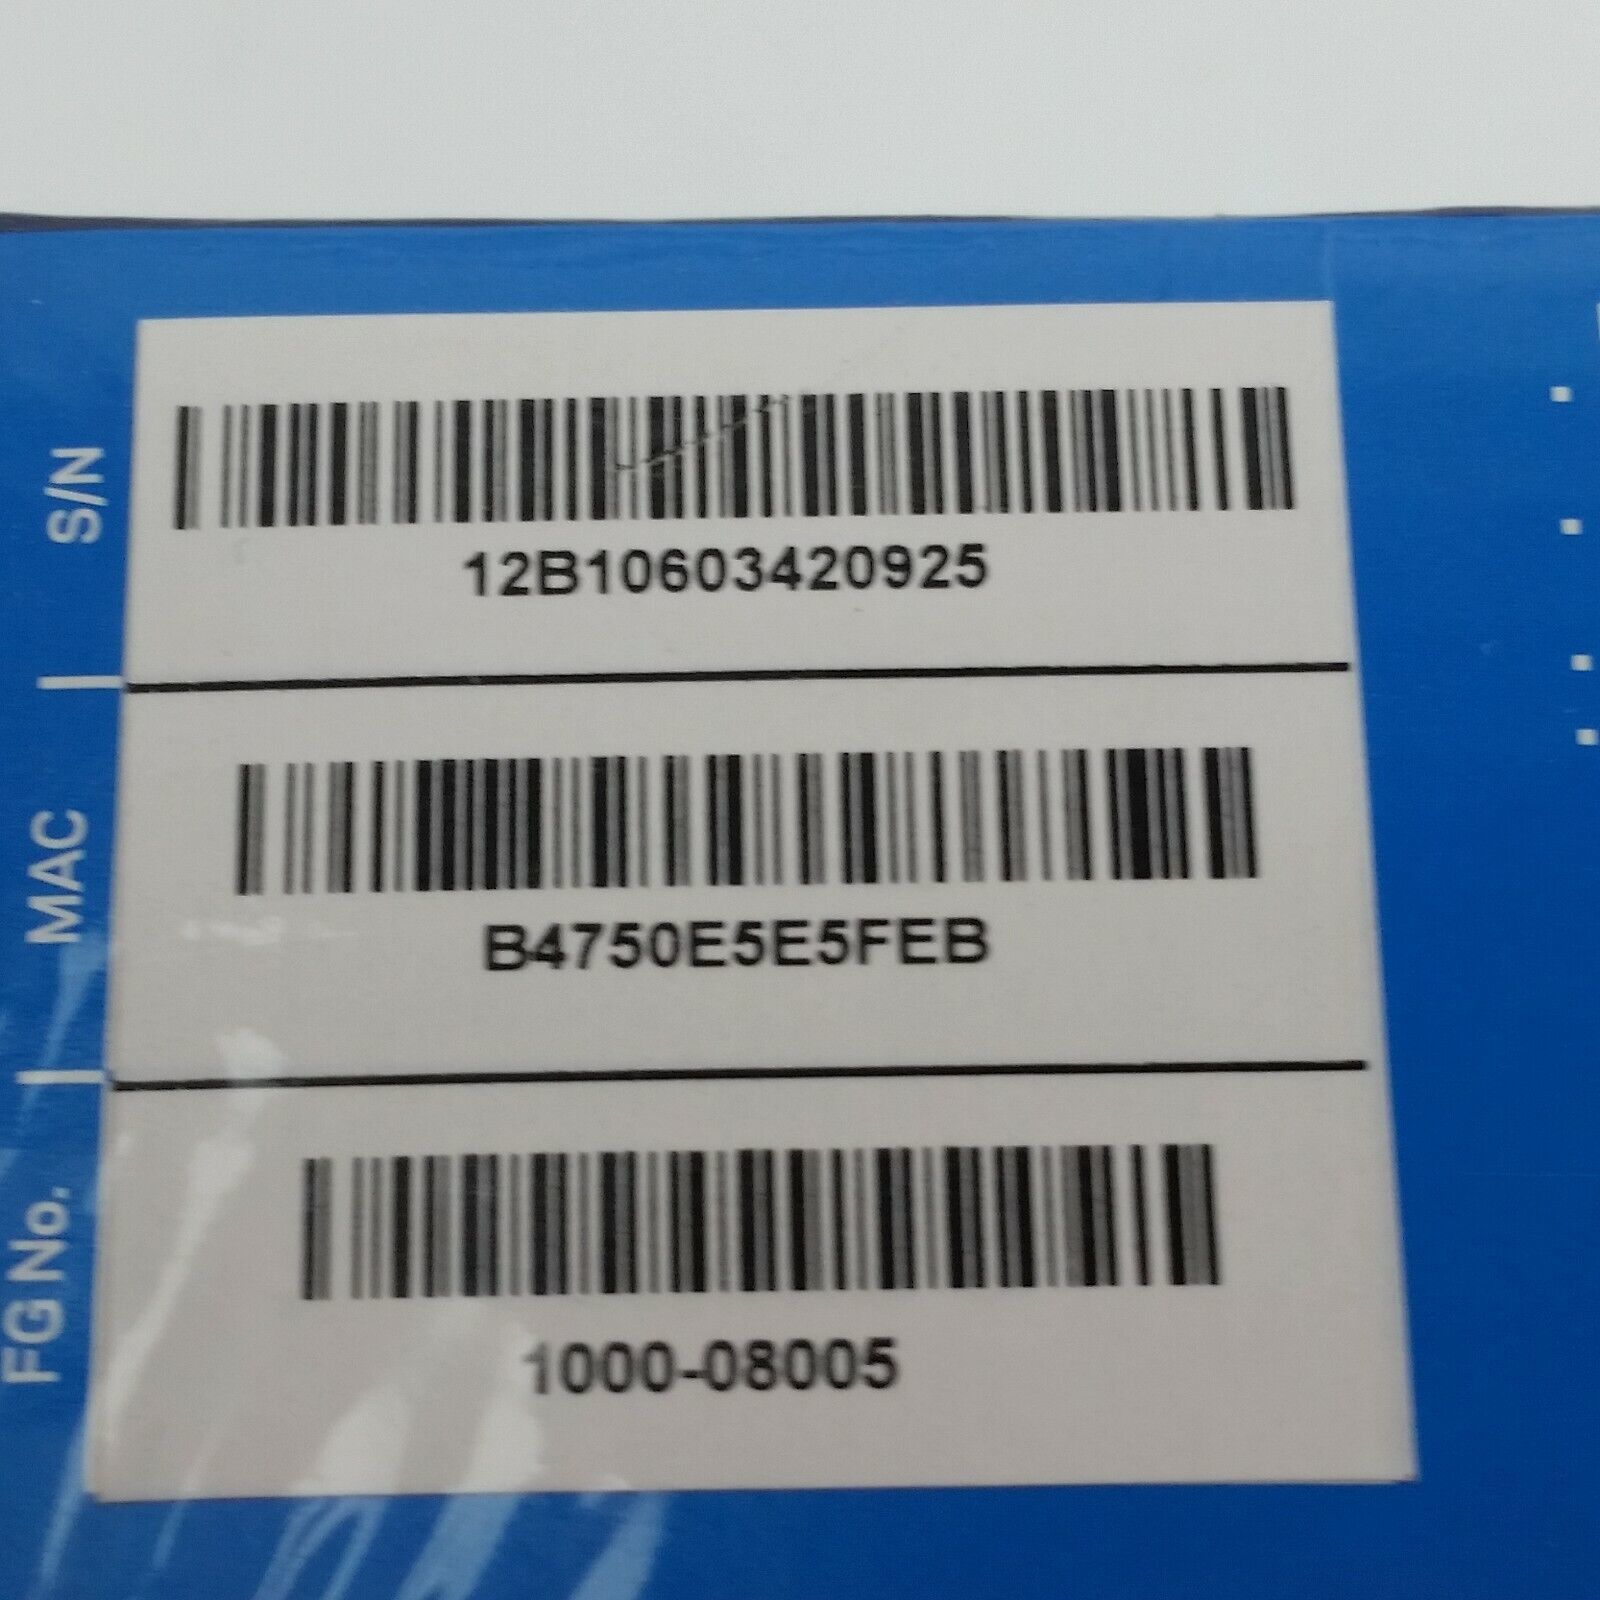 S/N
12B10603420925
MAC
B4750E5E5FEB
FG No.
1000-08005